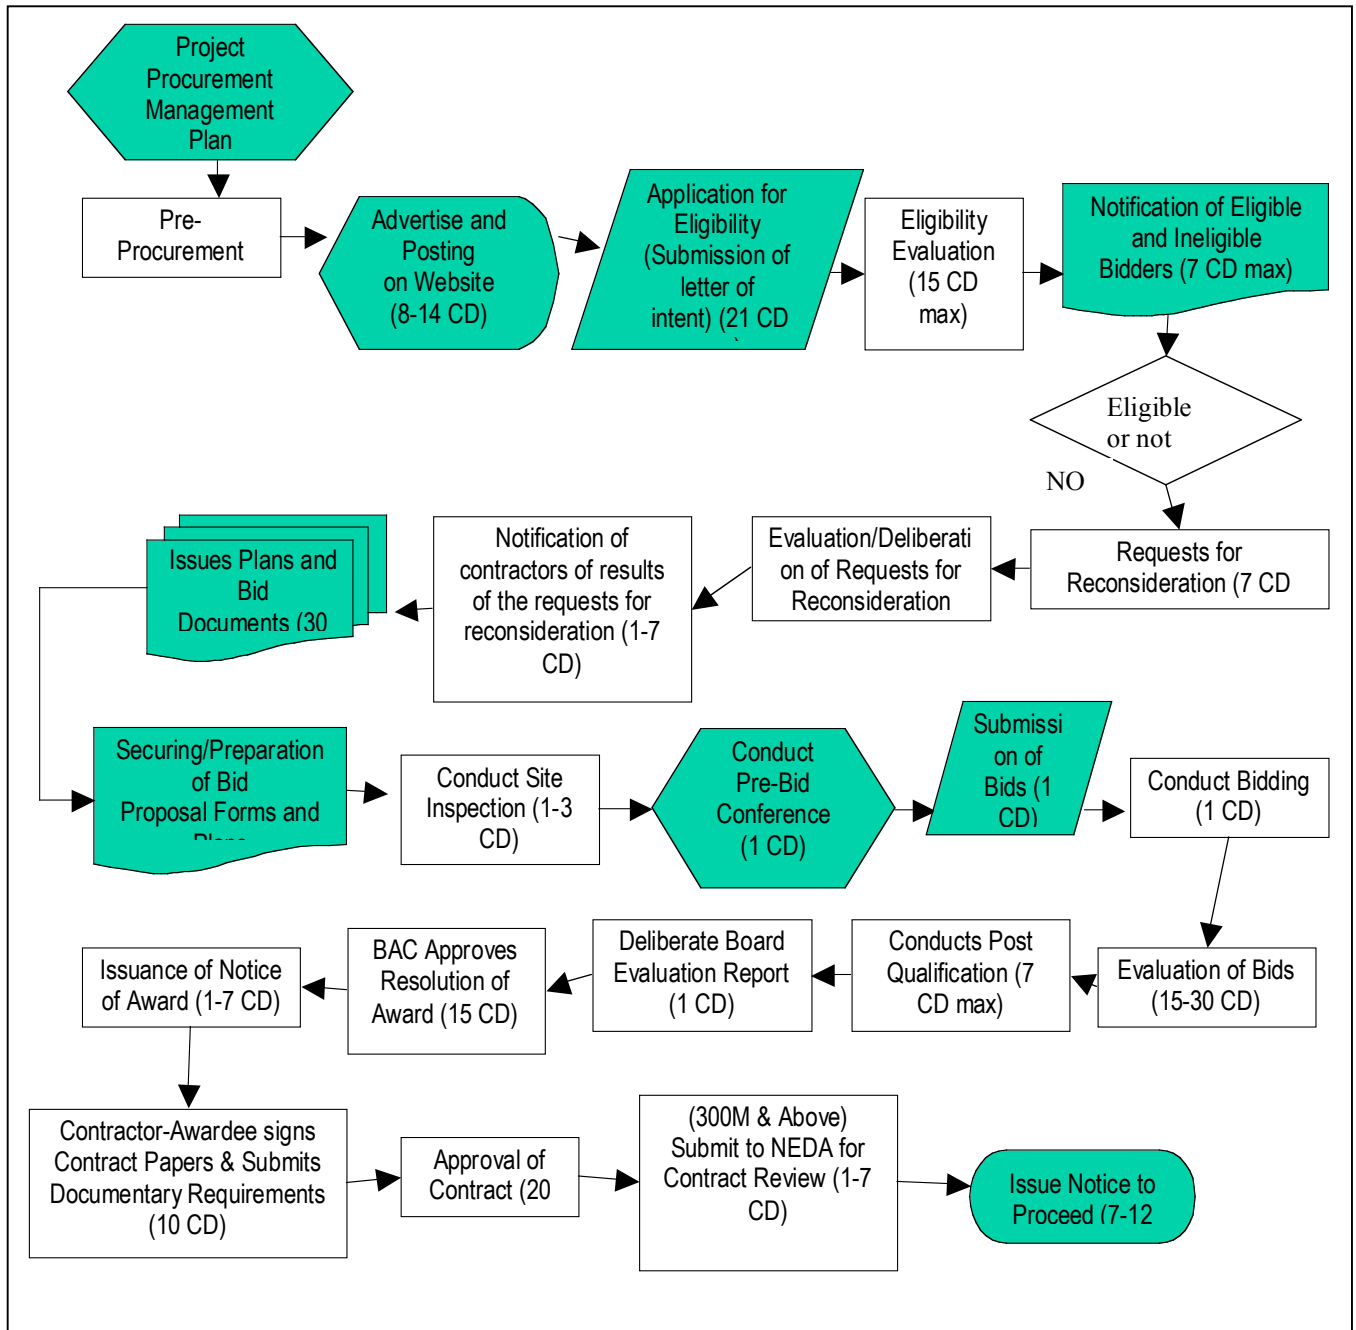 Project
Procurement
Management
Plan
Pre-
Procurement
Advertise and
Posting
on Website
(8-14 CD)
Application for
Eligibility
(Submission of
letter of
intent) (21 CD
Eligibility
Evaluation
(15 CD
max)
Notification of Eligible
and Ineligible
Bidders (7 CD max)
Eligible
or not
NO
Requests for
Reconsideration (7 CD
Evaluation/Deliberati
on of Requests for
Reconsideration
Notification of
contractors of results
of the requests for
reconsideration (1-7
CD)
Issues Plans and
Bid
Documents (30
Securing/Preparation
of Bid
Proposal Forms and
Plans
Conduct Site
Inspection (1-3
CD)
Conduct
Pre-Bid
Conference
(1 CD)
Submissi
on of
Bids (1
CD)
Conduct Bidding
(1 CD)
Evaluation of Bids
(15-30 CD)
Conducts Post
Qualification (7
CD max)
Deliberate Board
Evaluation Report
(1 CD)
BAC Approves
Resolution of
Award (15 CD)
Issuance of Notice
of Award (1-7 CD)
Contractor-Awardee signs
Contract Papers & Submits
Documentary Requirements
(10 CD)
Approval of
Contract (20
(300M & Above)
Submit to NEDA for
Contract Review (1-7
CD)
Issue Notice to
Proceed (7-12